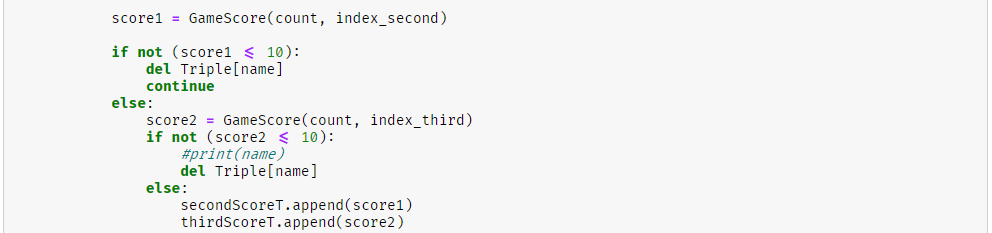 score1 = GameScore(count, index_second)
if not (score1 <= 10):
del Triple[name]
continue
else:
score2 = GameScore(count, index_third)
if not (score2 <= 10):
#print(name)
del Triple[name]
else:
secondScoreT.append(score1)
thirdScoreT.append(score2)